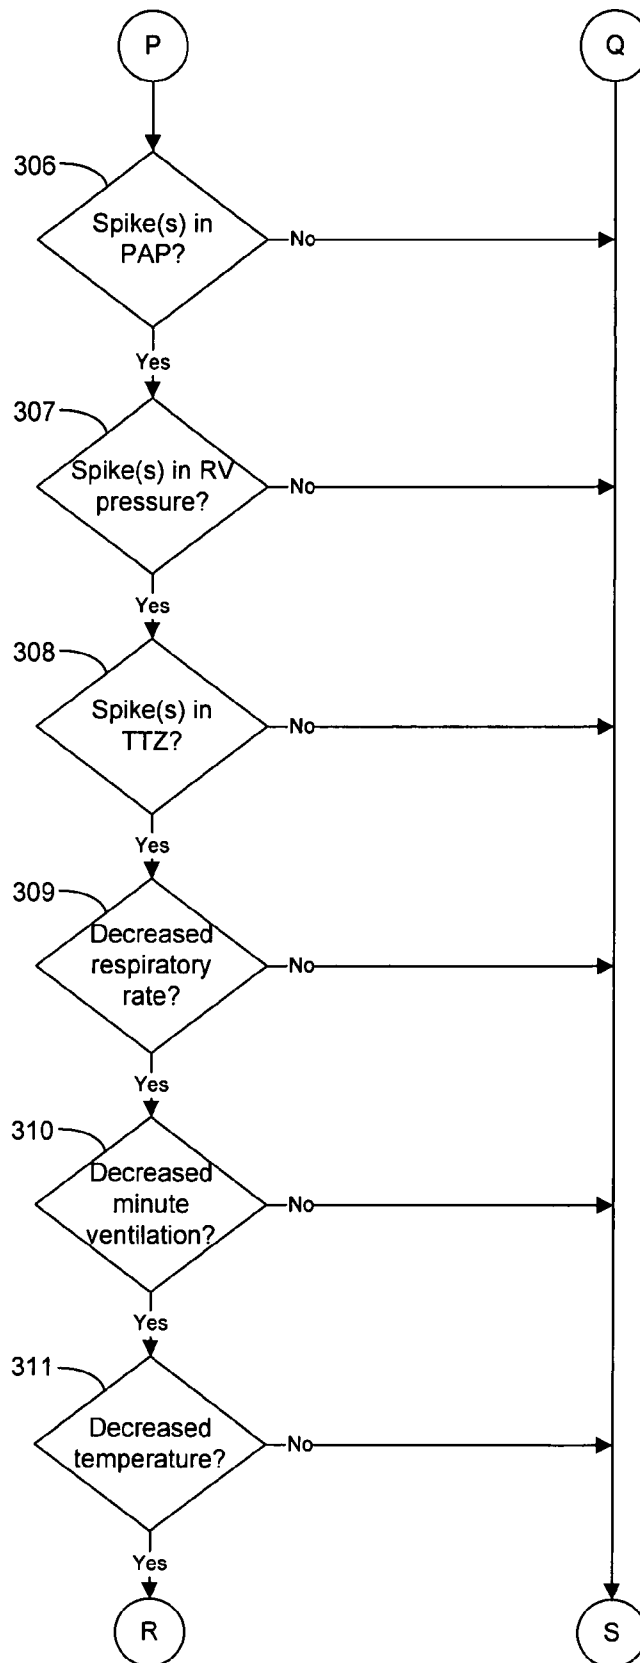 P
Q
306
Spike(s) in
PAP?
No
Yes
307
Spike(s) in RV
pressure?
No
Yes
308
Spike(s) in
TTZ?
No
Yes
309
Decreased
respiratory
rate?
No
Yes
310
Decreased
minute
ventilation?
No
Yes
311
Decreased
temperature?
No
Yes
R
S